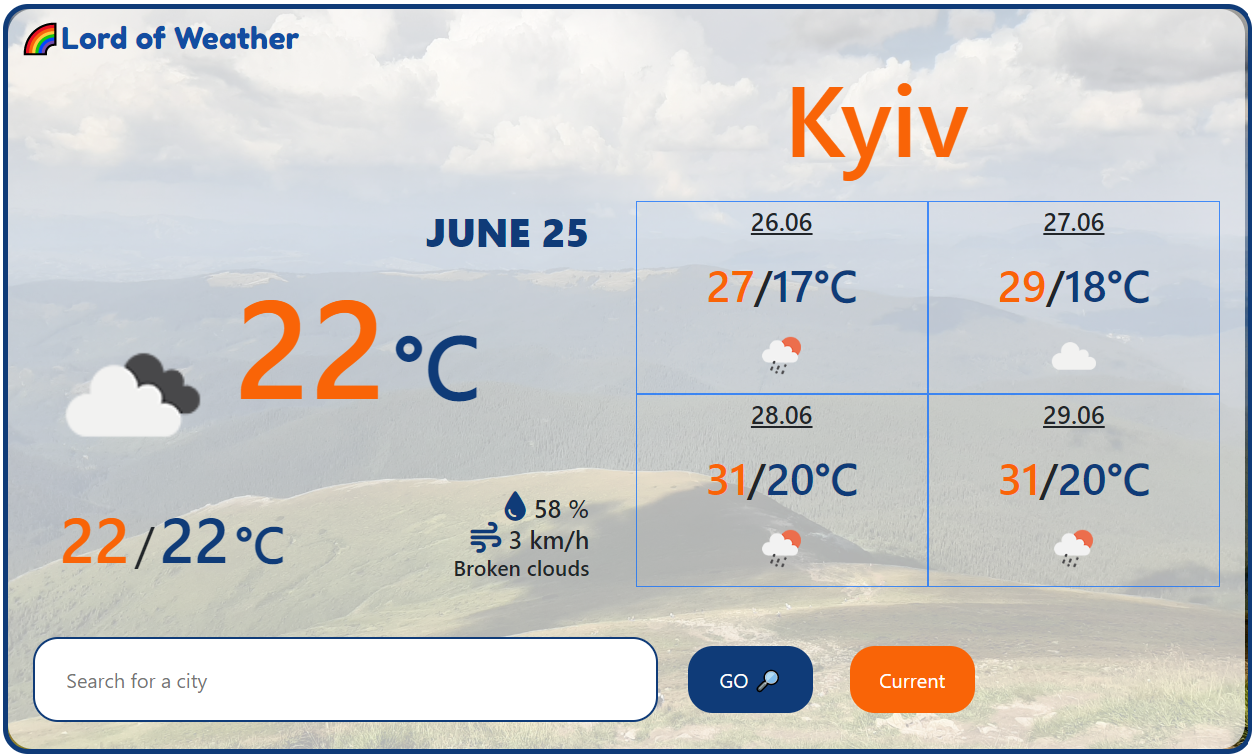 Lord of Weather
Kyiv
JUNE 25
22°C
22/22°C
58 %
3 km/h
Broken clouds
26.06
27/17°C
27.06
29/18°C
28.06
31/20°C
29.06
31/20°C
Search for a city
GO
Current